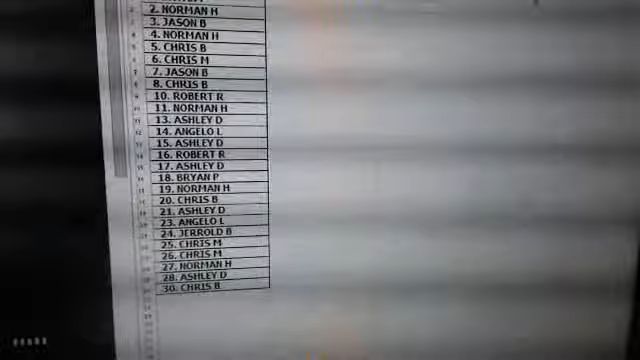 2. NORMAN H
3. JASON B
4. NORMAN H
5. CHRIS B
6. CHRIS M
7. JASON B
8. CHRIS B
10. ROBERT R
11. NORMAN H
13. ASHLEY D
14. ANGELO L
15. ASHLEY D
16. ROBERT R
17. ASHLEY D
18. BRYAN P
19. NORMAN H
20. CHRIS B
21. ASHLEY D
23. ANGELO L
24. JERROLD B
25. CHRIS M
26. CHRIS M
27. NORMAN H
28. ASHLEY D
30. CHRIS B